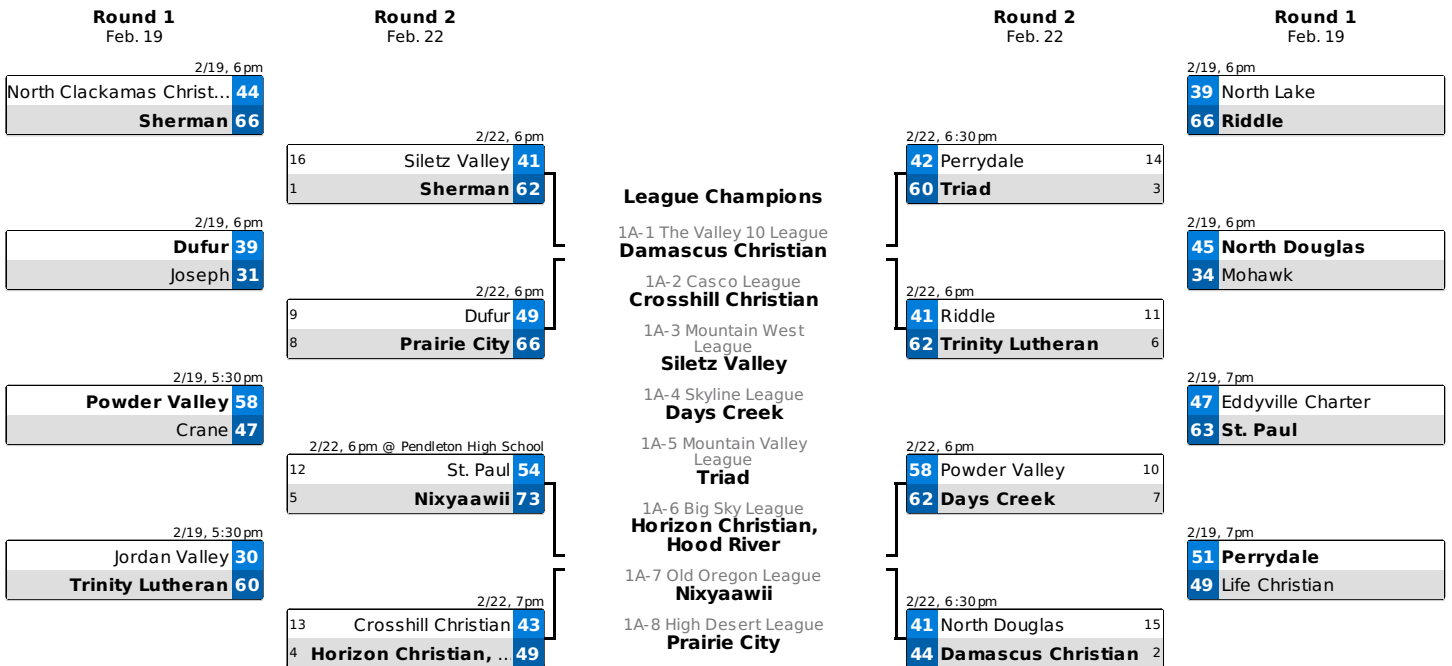 Round 1
Feb. 19
2/19, 6pm
North Clackamas Christ... 44
Sherman 66
2/19, 6pm
Dufur 39
Joseph 31
2/19, 5:30pm
Powder Valley 58
Crane 47
2/19, 5:30pm
Jordan Valley 30
Trinity Lutheran 60
Round 2
Feb. 22
2/22, 6pm
16 Siletz Valley 41
1 Sherman 62
2/22, 6pm
9 Dufur 49
8 Prairie City 66
2/22, 6pm @ Pendleton High School
12 St. Paul 54
5 Nixyaawii 73
2/22, 7pm
13 Crosshill Christian 43
4 Horizon Christian, ... 49
League Champions
1A-1 The Valley 10 League
Damascus Christian
1A-2 Casco League
Crosshill Christian
1A-3 Mountain West
League
Siletz Valley
1A-4 Skyline League
Days Creek
1A-5 Mountain Valley
League
Triad
1A-6 Big Sky League
Horizon Christian,
Hood River
1A-7 Old Oregon League
Nixyaawii
1A-8 High Desert League
Prairie City
Round 2
Feb. 22
2/22, 6:30pm
42 Perrydale 14
60 Triad 3
2/22, 6pm
41 Riddle 11
62 Trinity Lutheran 6
2/22, 6pm
58 Powder Valley 10
62 Days Creek 7
2/22, 6:30pm
41 North Douglas 15
44 Damascus Christian 2
Round 1
Feb. 19
2/19, 6pm
39 North Lake
66 Riddle
2/19, 6pm
45 North Douglas
34 Mohawk
2/19, 7pm
47 Eddyville Charter
63 St. Paul
2/19, 7pm
51 Perrydale
49 Life Christian